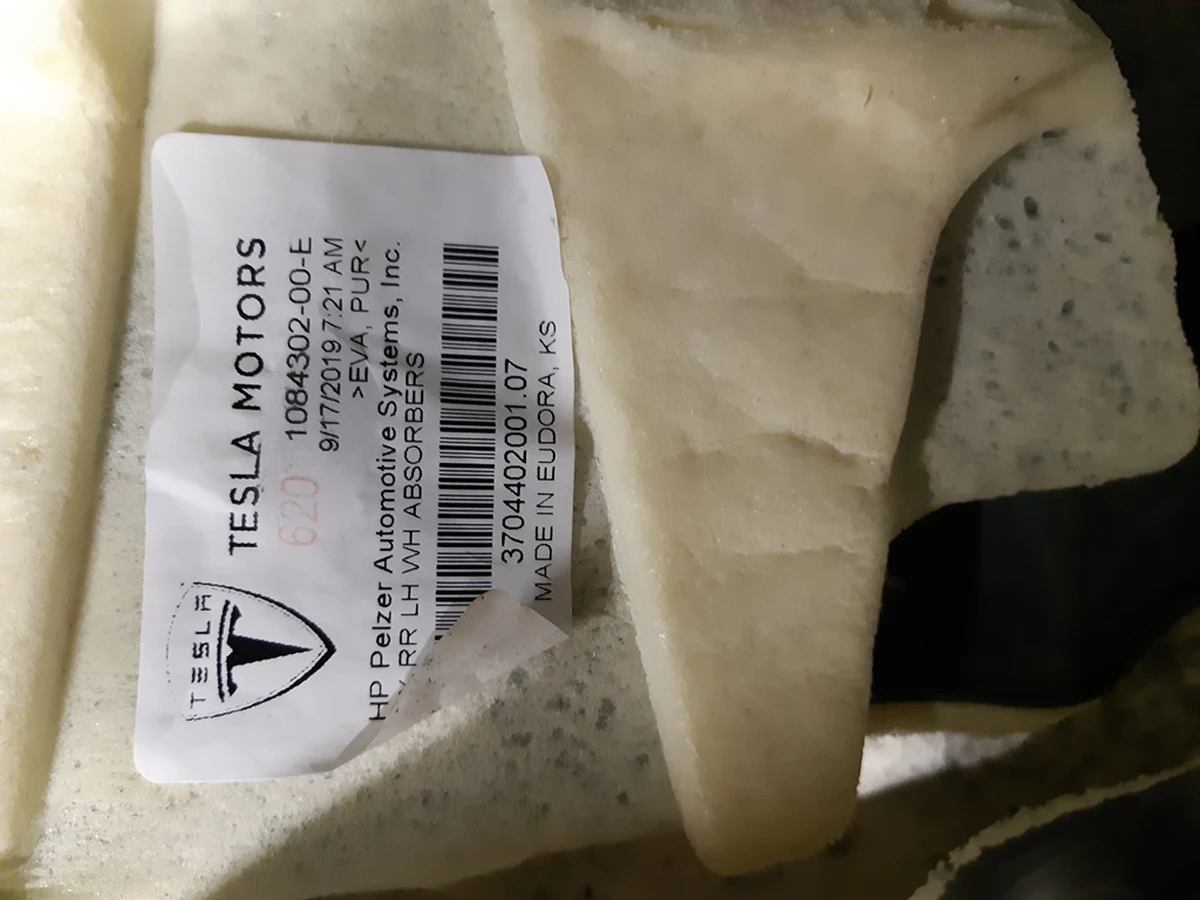 TESLA
TESLA MOTORS
620
1084302-00-E
9/17/2019 7:21 AM
>EVA, PUR<
HP Pelzer Automotive Systems, Inc.
RR LH WH ABSORBERS
3704402001.07
MADE IN EUDORA, KS